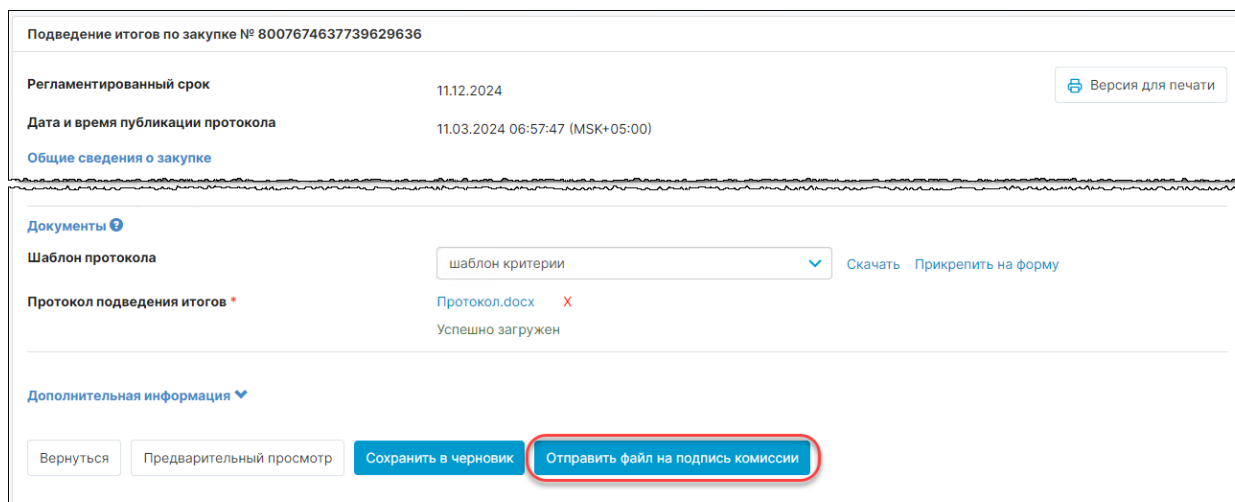 Подведение итогов по закупке № 8007674637739629636
Регламентированный срок 11.12.2024 Версия для печати
Дата и время публикации протокола 11.03.2024 06:57:47 (MSK+05:00)
Общие сведения о закупке
Документы ?
Шаблон протокола шаблон критерии Скачать Прикрепить на форму
Протокол подведения итогов * Протокол.docx X
Успешно загружен
Дополнительная информация
Вернуться Предварительный просмотр Сохранить в черновик Отправить файл на подпись комиссии